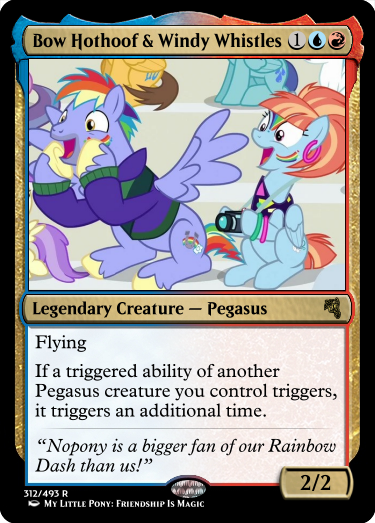 Bow Hothoof & Windy Whistles 1
Legendary Creature — Pegasus
Flying
If a triggered ability of another
Pegasus creature you control triggers,
it triggers an additional time.
“Nopony is a bigger fan of our Rainbow
Dash than us!”
2/2
312/493 R
My Little Pony: Friendship Is Magic